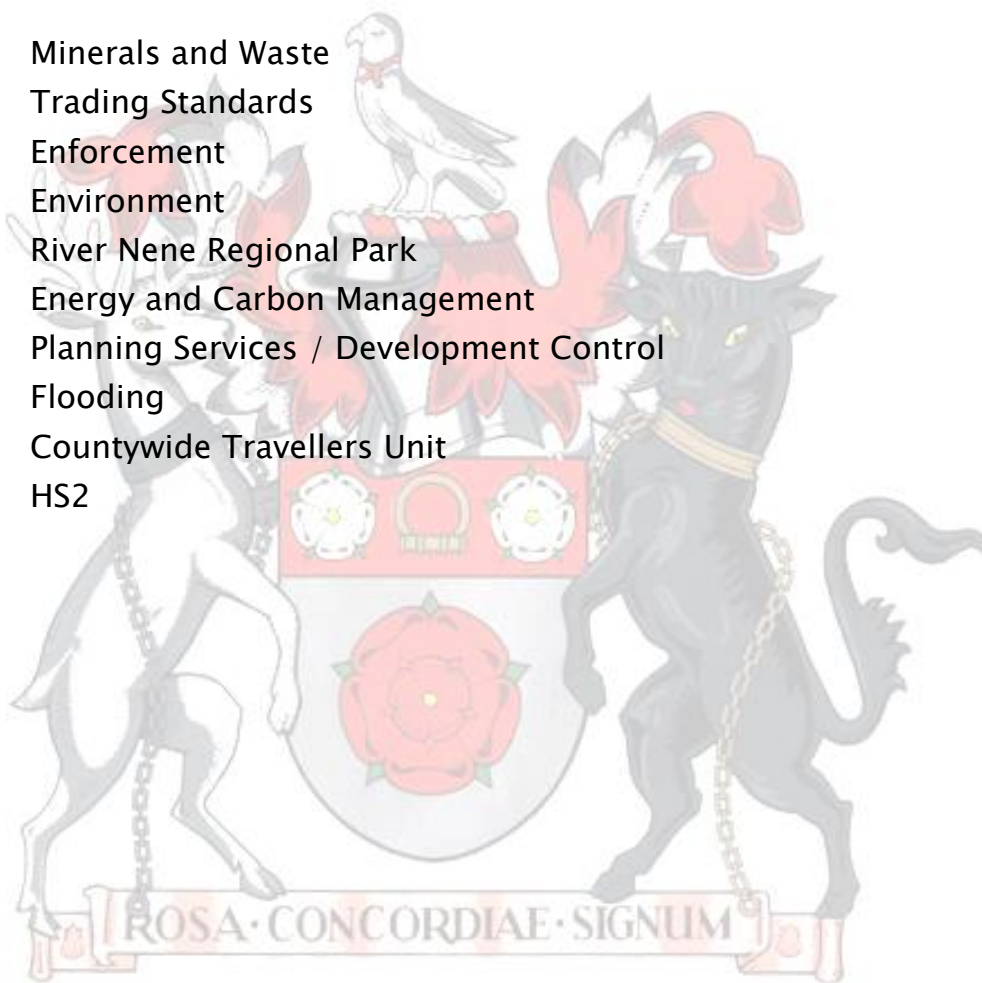 Minerals and Waste
Trading Standards
Enforcement
Environment
River Nene Regional Park
Energy and Carbon Management
Planning Services / Development Control
Flooding
Countywide Travellers Unit
HS2
ROSA·CONCORDIAE·SIGNUM